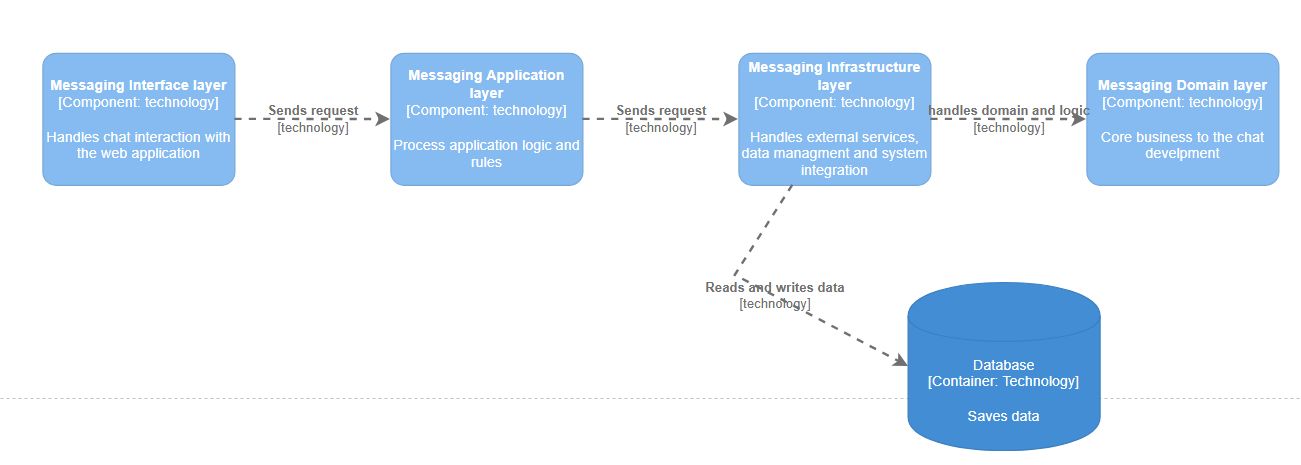 Messaging Interface layer
[Component: technology]
Handles chat interaction with
the web application
Sends request
[technology]
Messaging Application
layer
[Component: technology]
Process application logic and
rules
Sends request
[technology]
Messaging Infrastructure
layer
[Component: technology]
Handles external services,
data managment and system
integration
handles domain and logic
[technology]
Messaging Domain layer
[Component: technology]
Core business to the chat
develpment
Reads and writes data
[technology]
Database
[Container: Technology]
Saves data